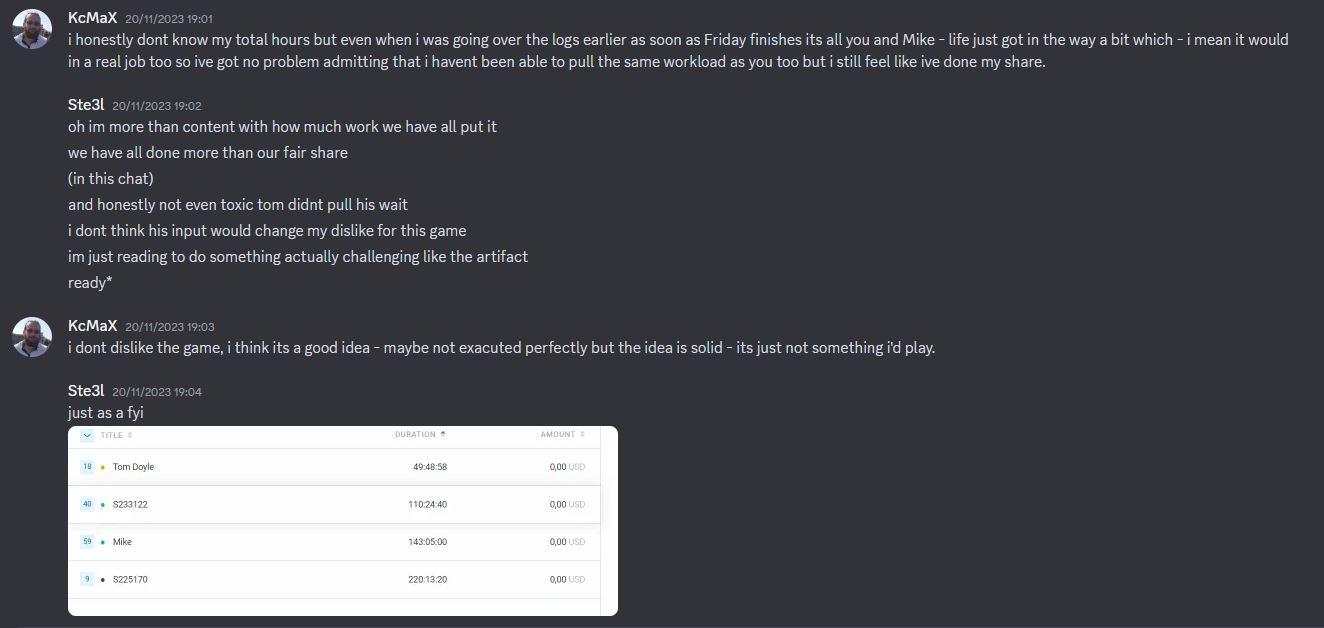 KcMaX 20/11/2023 19:01
i honestly dont know my total hours but even when i was going over the logs earlier as soon as Friday finishes its all you and Mike - life just got in the way a bit which - i mean it would
in a real job too so ive got no problem admitting that i havent been able to pull the same workload as you too but i still feel like ive done my share.
Ste3l 20/11/2023 19:02
oh im more than content with how much work we have all put it
we have all done more than our fair share
(in this chat)
and honestly not even toxic tom didnt pull his wait
i dont think his input would change my dislike for this game
im just reading to do something actually challenging like the artifact
ready*
KcMaX 20/11/2023 19:03
i dont dislike the game, i think its a good idea - maybe not exacuted perfectly but the idea is solid - its just not something i'd play.
Ste3l 20/11/2023 19:04
just as a fyi
TITLE DURATION AMOUNT
18 Tom Doyle 49:48:58 0,00 USD
40 S233122 110:24:40 0,00 USD
59 Mike 143:05:00 0,00 USD
9 S225170 220:13:20 0,00 USD